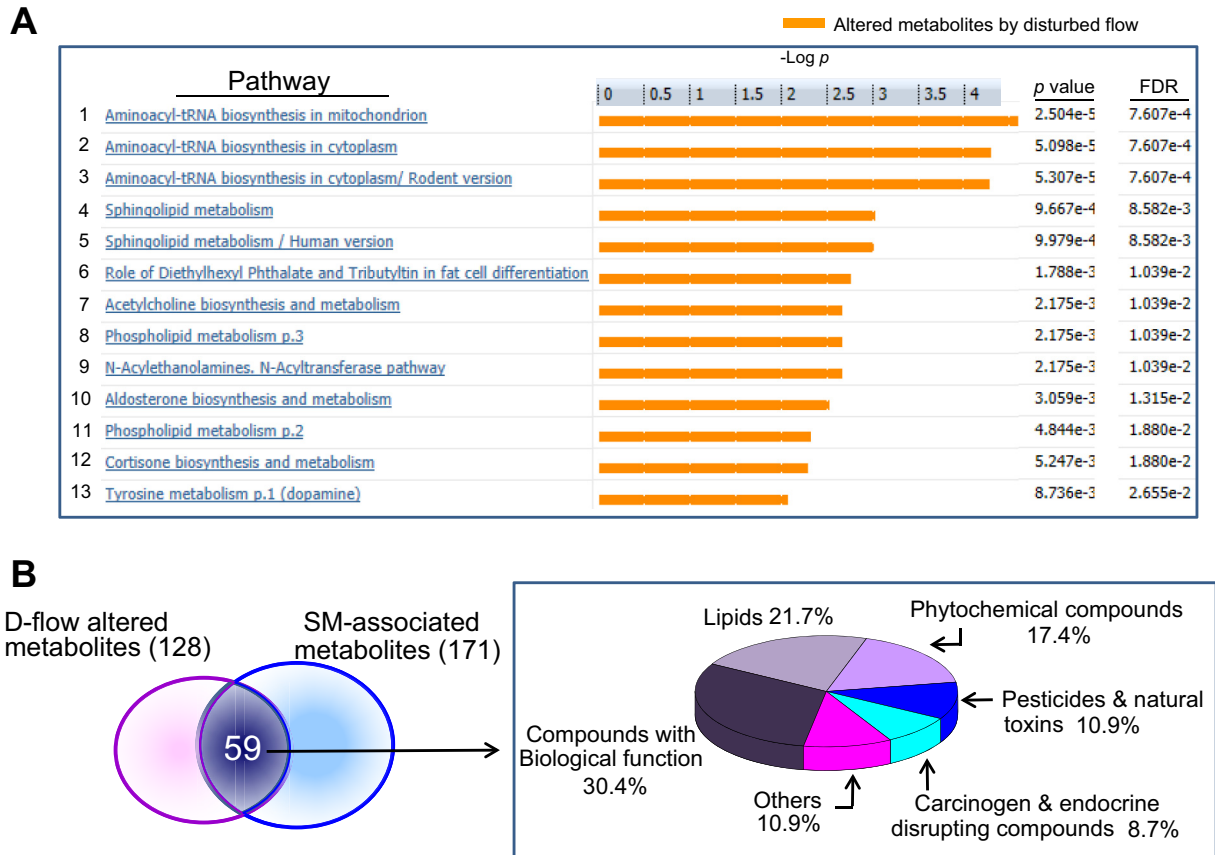 A
Altered metabolites by disturbed flow
-Log p
Pathway
0 0.5 1 1.5 2 2.5 3 3.5 4
p value FDR
1 Aminoacyl-tRNA biosynthesis in mitochondrion 2.504e-5 7.607e-4
2 Aminoacyl-tRNA biosynthesis in cytoplasm 5.098e-5 7.607e-4
3 Aminoacyl-tRNA biosynthesis in cytoplasm/ Rodent version 5.307e-5 7.607e-4
4 Sphingolipid metabolism 9.667e-4 8.582e-3
5 Sphingolipid metabolism / Human version 9.979e-4 8.582e-3
6 Role of Diethylhexyl Phthalate and Tributyltin in fat cell differentiation 1.788e-3 1.039e-2
7 Acetylcholine biosynthesis and metabolism 2.175e-3 1.039e-2
8 Phospholipid metabolism p.3 2.175e-3 1.039e-2
9 N-Acylethanolamines, N-Acyltransferase pathway 2.175e-3 1.039e-2
10 Aldosterone biosynthesis and metabolism 3.059e-3 1.315e-2
11 Phospholipid metabolism p.2 4.844e-3 1.880e-2
12 Cortisone biosynthesis and metabolism 5.247e-3 1.880e-2
13 Tyrosine metabolism p.1 (dopamine) 8.736e-3 2.655e-2
B
D-flow altered
metabolites (128)
SM-associated
metabolites (171)
59
Lipids 21.7%
Phytochemical compounds
17.4%
Pesticides & natural
toxins 10.9%
Compounds with
Biological function
30.4%
Others
10.9%
Carcinogen & endocrine
disrupting compounds 8.7%